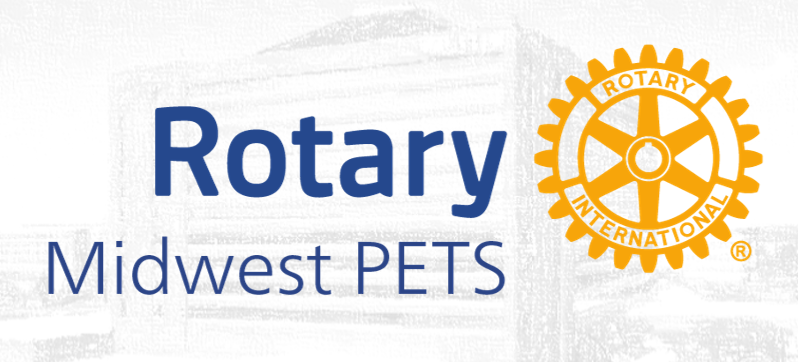 Rotary
Midwest PETS
ROTARY
INTERNATIONAL
®